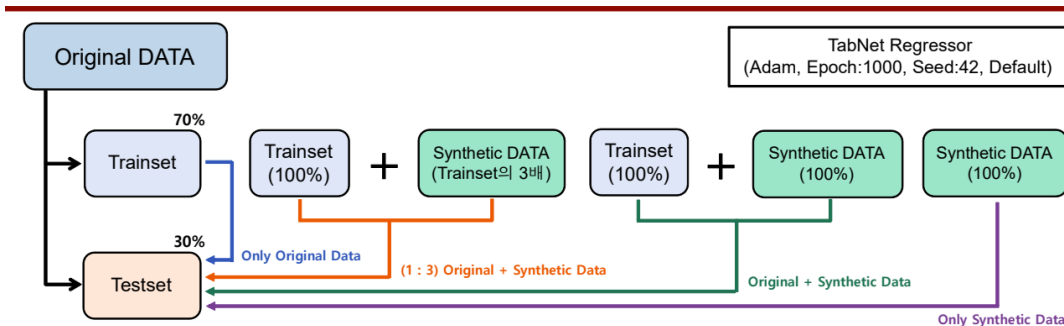 Original DATA
TabNet Regressor
(Adam, Epoch:1000, Seed:42, Default)
70%
Trainset
Trainset
(100%)
+
Synthetic DATA
(Trainset의 3배)
Trainset
(100%)
+
Synthetic DATA
(100%)
Synthetic DATA
(100%)
30%
Testset
Only Original Data
(1 : 3) Original + Synthetic Data
Original + Synthetic Data
Only Synthetic Data